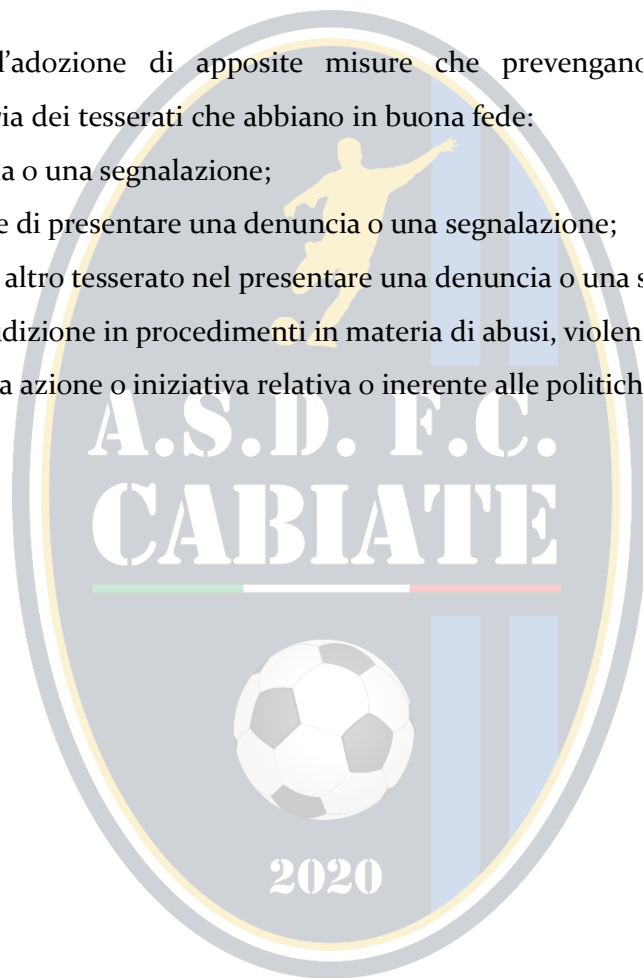 l'adozione di apposite misure che prevengano
ria dei tesserati che abbiano in buona fede:
a o una segnalazione;
e di presentare una denuncia o una segnalazione;
altro tesserato nel presentare una denuncia o una s
dizione in procedimenti in materia di abusi, violen
a azione o iniziativa relativa o inerente alle politich
A.S.D. F.C.
CABIATE
2020